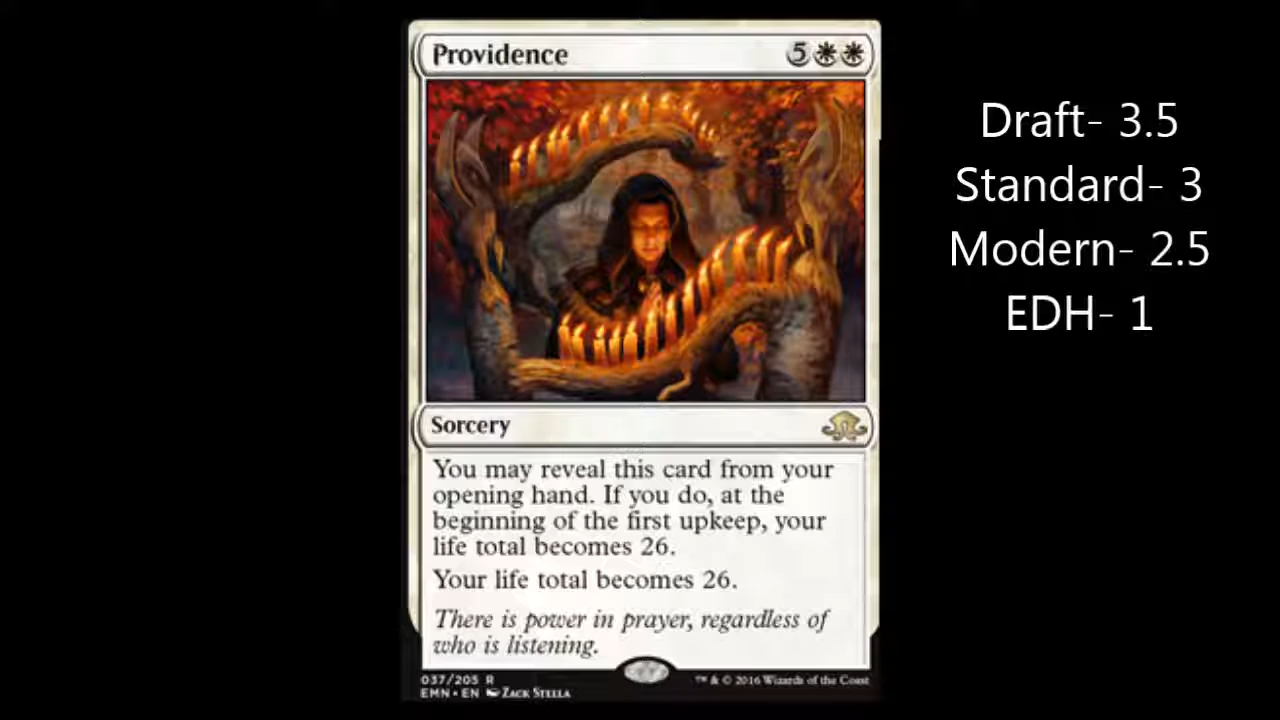 Providence 5
Draft- 3.5
Standard- 3
Modern- 2.5
EDH- 1
Sorcery
You may reveal this card from your
opening hand. If you do, at the
beginning of the first upkeep, your
life total becomes 26.
Your life total becomes 26.
There is power in prayer, regardless of
who is listening.
037/205 R
EMN • EN Zack Stella
™ & © 2016 Wizards of the Coast